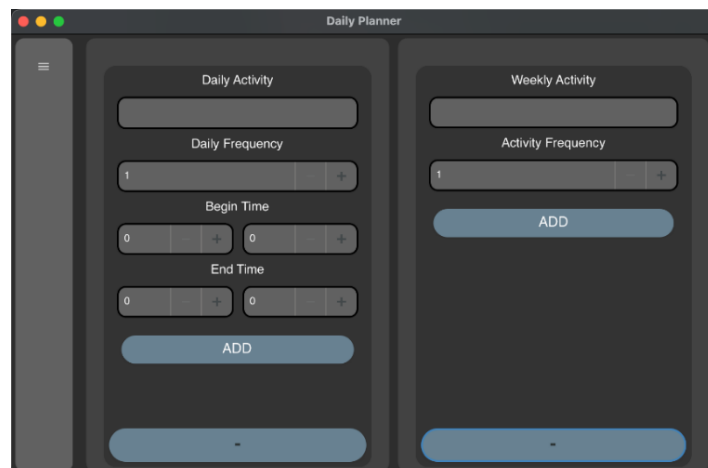 Daily Planner
Daily Activity
Daily Frequency
1 - +
Begin Time
0 - + 0 - +
End Time
0 - + 0 - +
ADD
-
Weekly Activity
Activity Frequency
1 - +
ADD
-